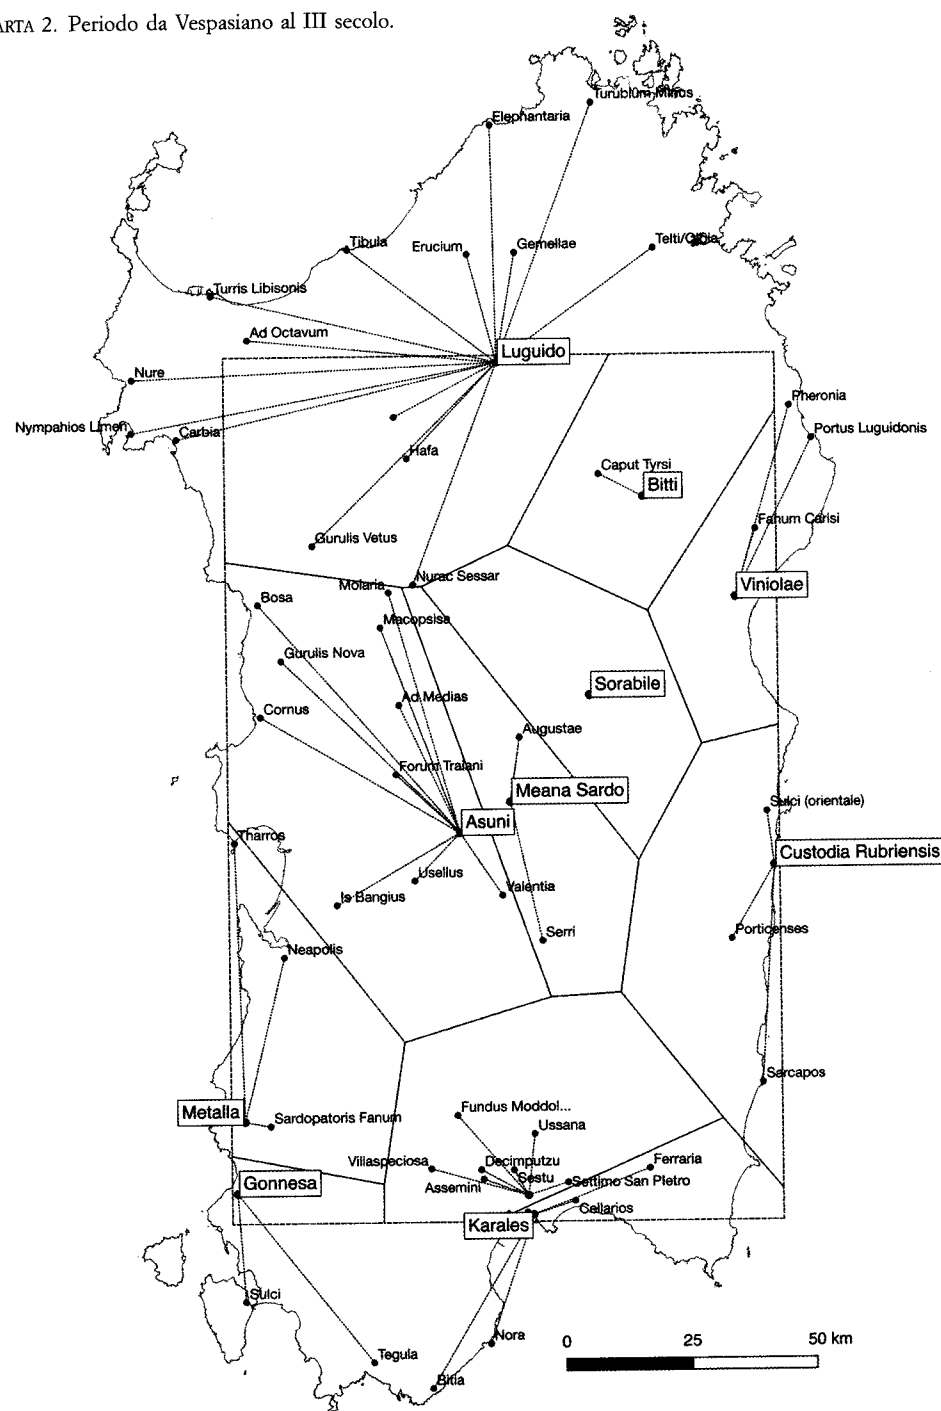 ARTA 2. Periodo da Vespasiano al III secolo.
Elephantaria
Tibula
Erucium
Gemellae
Turris Libisonis
Ad Octavum
Luguido
Nure
Pheronia
Nympahios Limen
Carbia
Portus Luguidonis
Hafa
Caput Tyrsi
Bitti
Fanum Carisi
Gurulis Vetus
Molaria
Nurac Sessar
Viniolae
Bosa
Macopsisa
Gurulis Nova
Sorabile
Ad Medias
Cornus
Augustae
Forum Traiani
Meana Sardo
Sulci (orientale)
Asuni
Tharros
Custodia Rubriensis
Usellus
Is Bangius
Valentia
Porticenses
Serri
Neapolis
Sarcapos
Metalla
Sardopatoris Fanum
Fundus Moddol...
Ussana
Villaspeciosa
Decimputzu
Ferraria
Sestu
Settimo San Pietro
Assemini
Gonnesa
Cellarios
Karales
Sulci
Nora
0 25 50 km
Tegula
Bitia